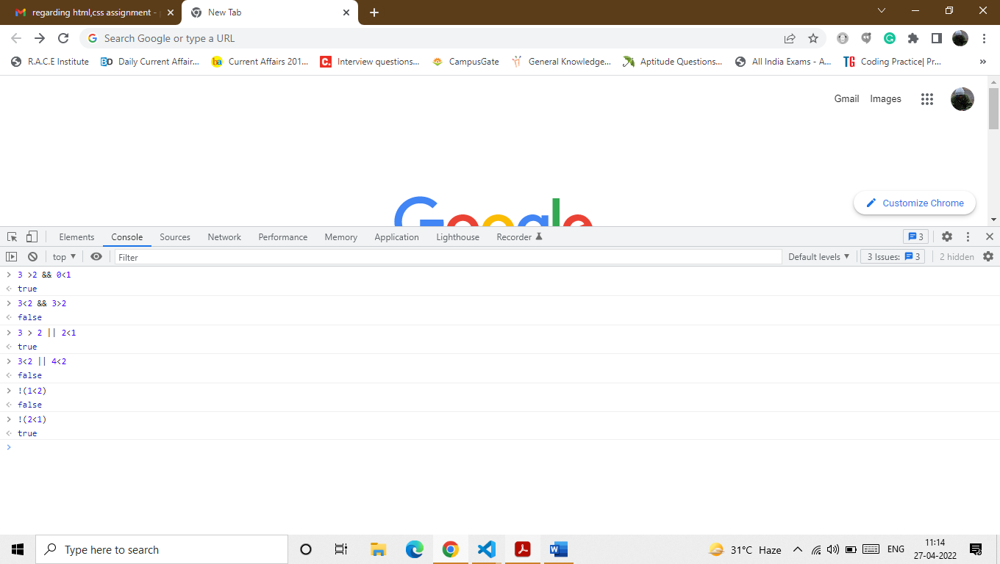 regarding html,css assignment -
New Tab
Search Google or type a URL
R.A.C.E Institute
BD Daily Current Affair...
ba Current Affairs 201...
C. Interview questions...
CampusGate
General Knowledge...
Aptitude Questions...
All India Exams - A...
TG Coding Practice| Pr...
»
Gmail Images
Google
Customize Chrome
Elements Console Sources Network Performance Memory Application Lighthouse Recorder 3
top Filter Default levels 3 Issues: 3 2 hidden
> 3 >2 && 0<1
true
> 3<2 && 3>2
false
> 3 > 2 || 2<1
true
> 3<2 || 4<2
false
> !(1<2)
false
> !(2<1)
true
>
Type here to search
31°C Haze ENG 11:14
27-04-2022